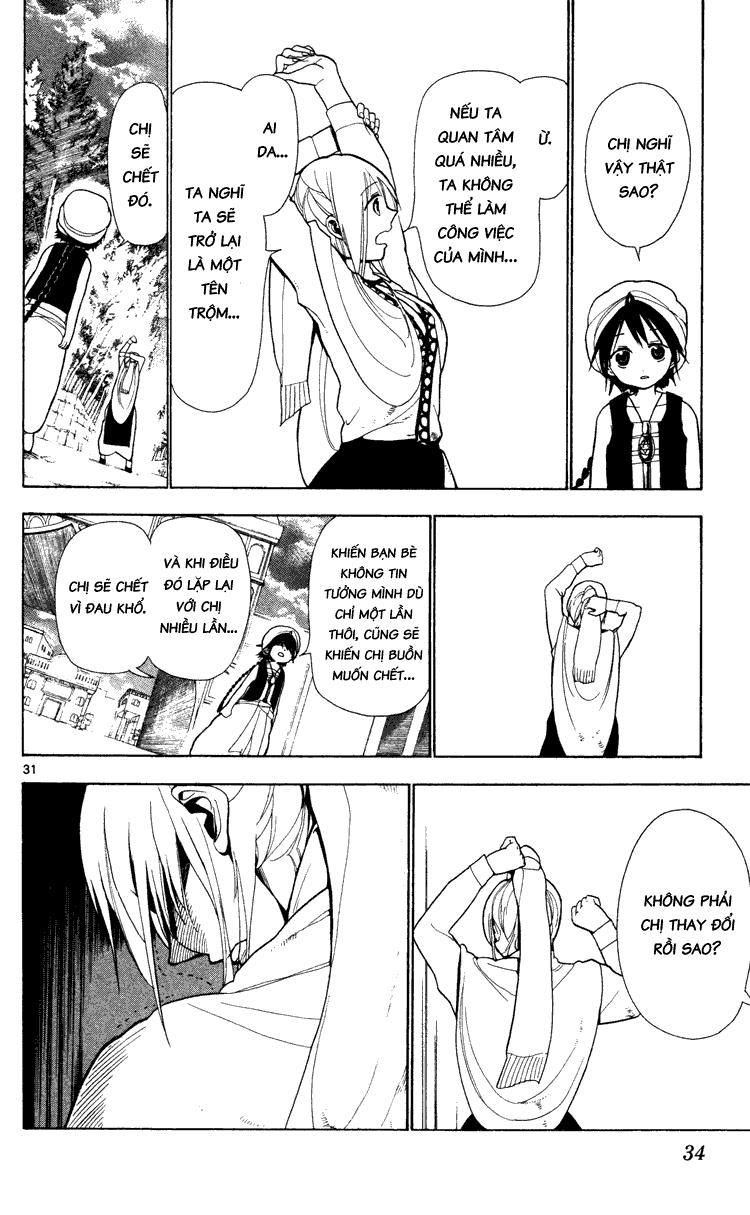 CHỊ NGHĨ
VẬY THẬT
SAO?
Ừ.
NẾU TA
QUAN TÂM
QUÁ NHIỀU,
TA KHÔNG
THỂ LÀM
CÔNG VIỆC
CỦA MÌNH...
AI
DA...
TA NGHĨ
TA SẼ
TRỞ LẠI
LÀ MỘT
TÊN
TRỘM...
CHỊ
SẼ
CHẾT
ĐÓ.
KHIẾN BẠN BÈ
KHÔNG TIN
TƯỞNG MÌNH DÙ
CHỈ MỘT LẦN
THÔI, CŨNG SẼ
KHIẾN CHỊ BUỒN
MUỐN CHẾT...
VÀ KHI ĐIỀU
ĐÓ LẶP LẠI
VỚI CHỊ
NHIỀU LẦN...
CHỊ SẼ CHẾT
VÌ ĐAU KHỔ.
31
KHÔNG PHẢI
CHỊ THAY ĐỔI
RỒI SAO?
34